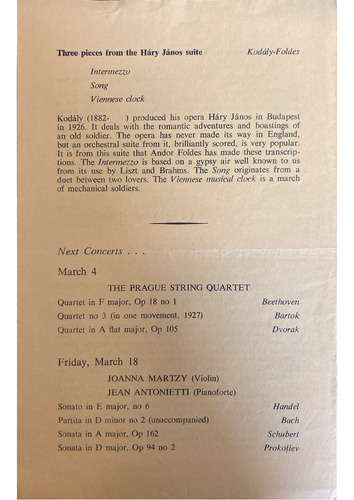 Three pieces from the Háry János suite Kodály-Foldes
Intermezzo
Song
Viennese clock
Kodály (1882- ) produced his opera Háry János in Budapest
in 1926. It deals with the romantic adventures and boastings of
an old soldier. The opera has never made its way in England,
but an orchestral suite from it, brilliantly scored, is very popular.
It is from this suite that Andor Foldes has made these transcrip-
tions. The Intermezzo is based on a gypsy air well known to us
from its use by Liszt and Brahms. The Song originates from a
duet between two lovers. The Viennese musical clock is a march
of mechanical soldiers.
Next Concerts . . .
March 4
THE PRAGUE STRING QUARTET
Quartet in F major, Op 18 no 1 Beethoven
Quartet no 3 (in one movement, 1927) Bartok
Quartet in A flat major, Op 105 Dvorak
Friday, March 18
JOANNA MARTZY (Violin)
JEAN ANTONIETTI (Pianoforte)
Sonato in E major, no 6 Handel
Partita in D minor no 2 (unaccompanied) Bach
Sonata in A major, Op 162 Schubert
Sonata in D major, Op 94 no 2 Prokofiev